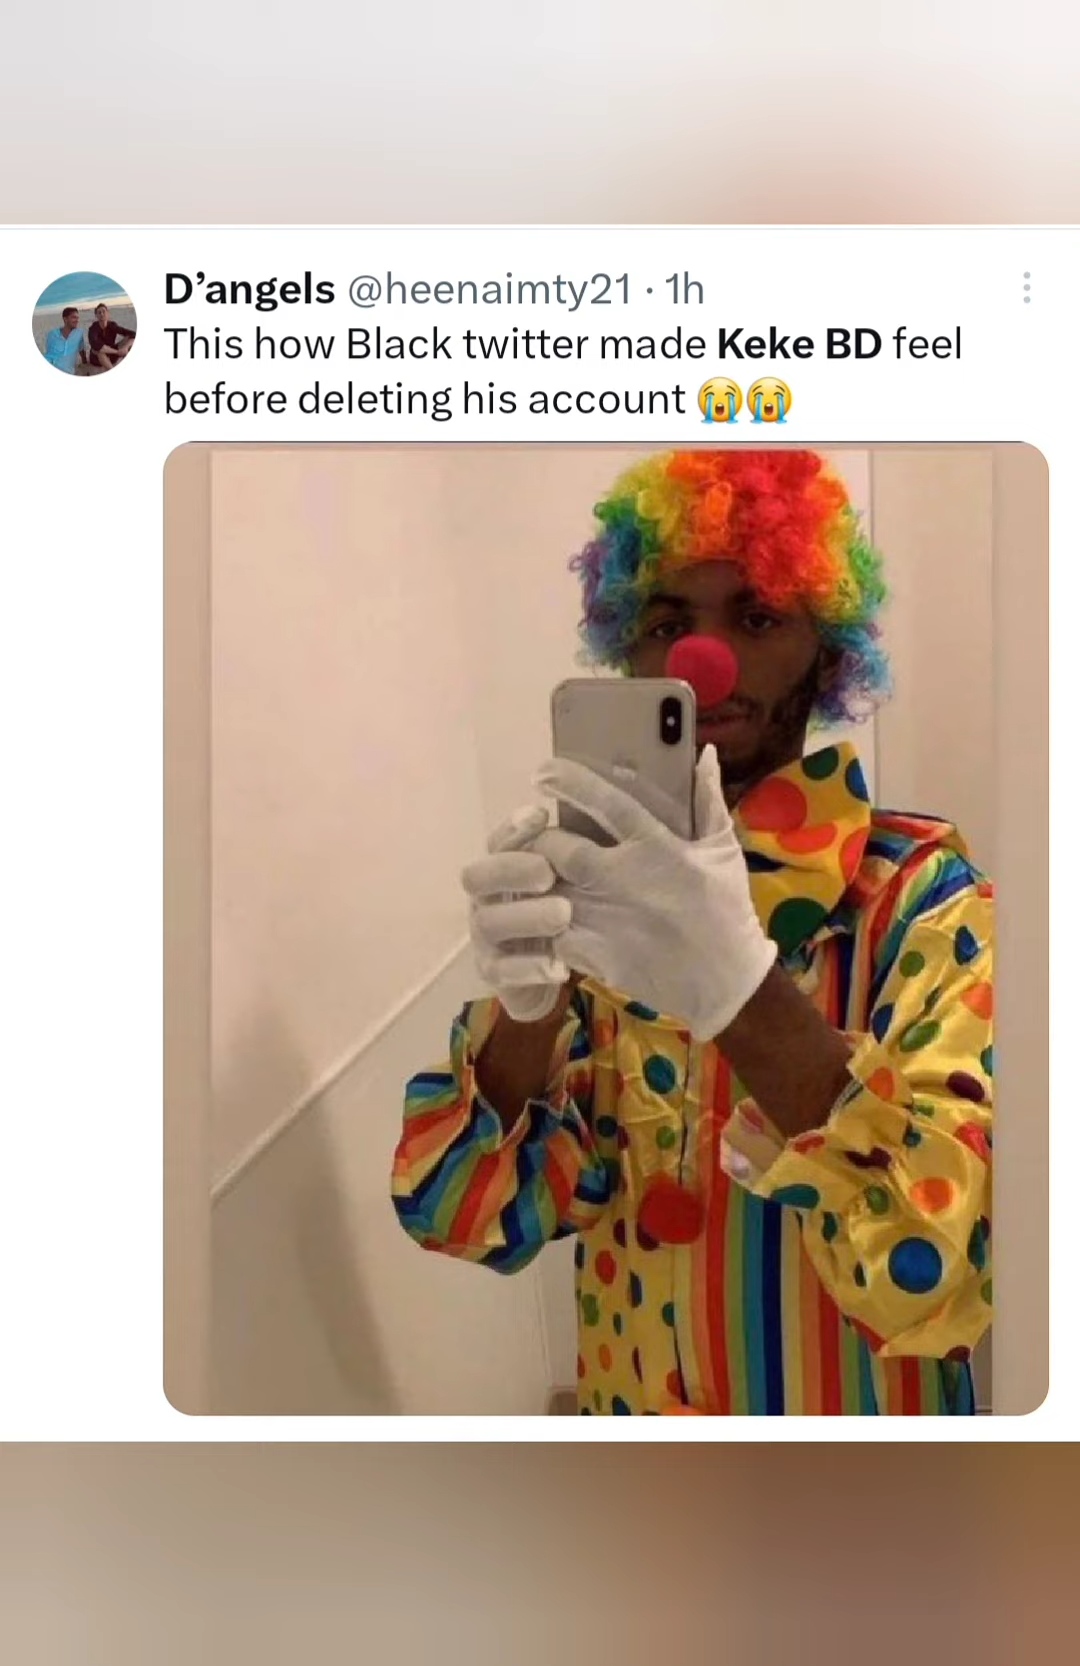 D’angels @heenaimty21 · 1h
This how Black twitter made Keke BD feel
before deleting his account 😭😭